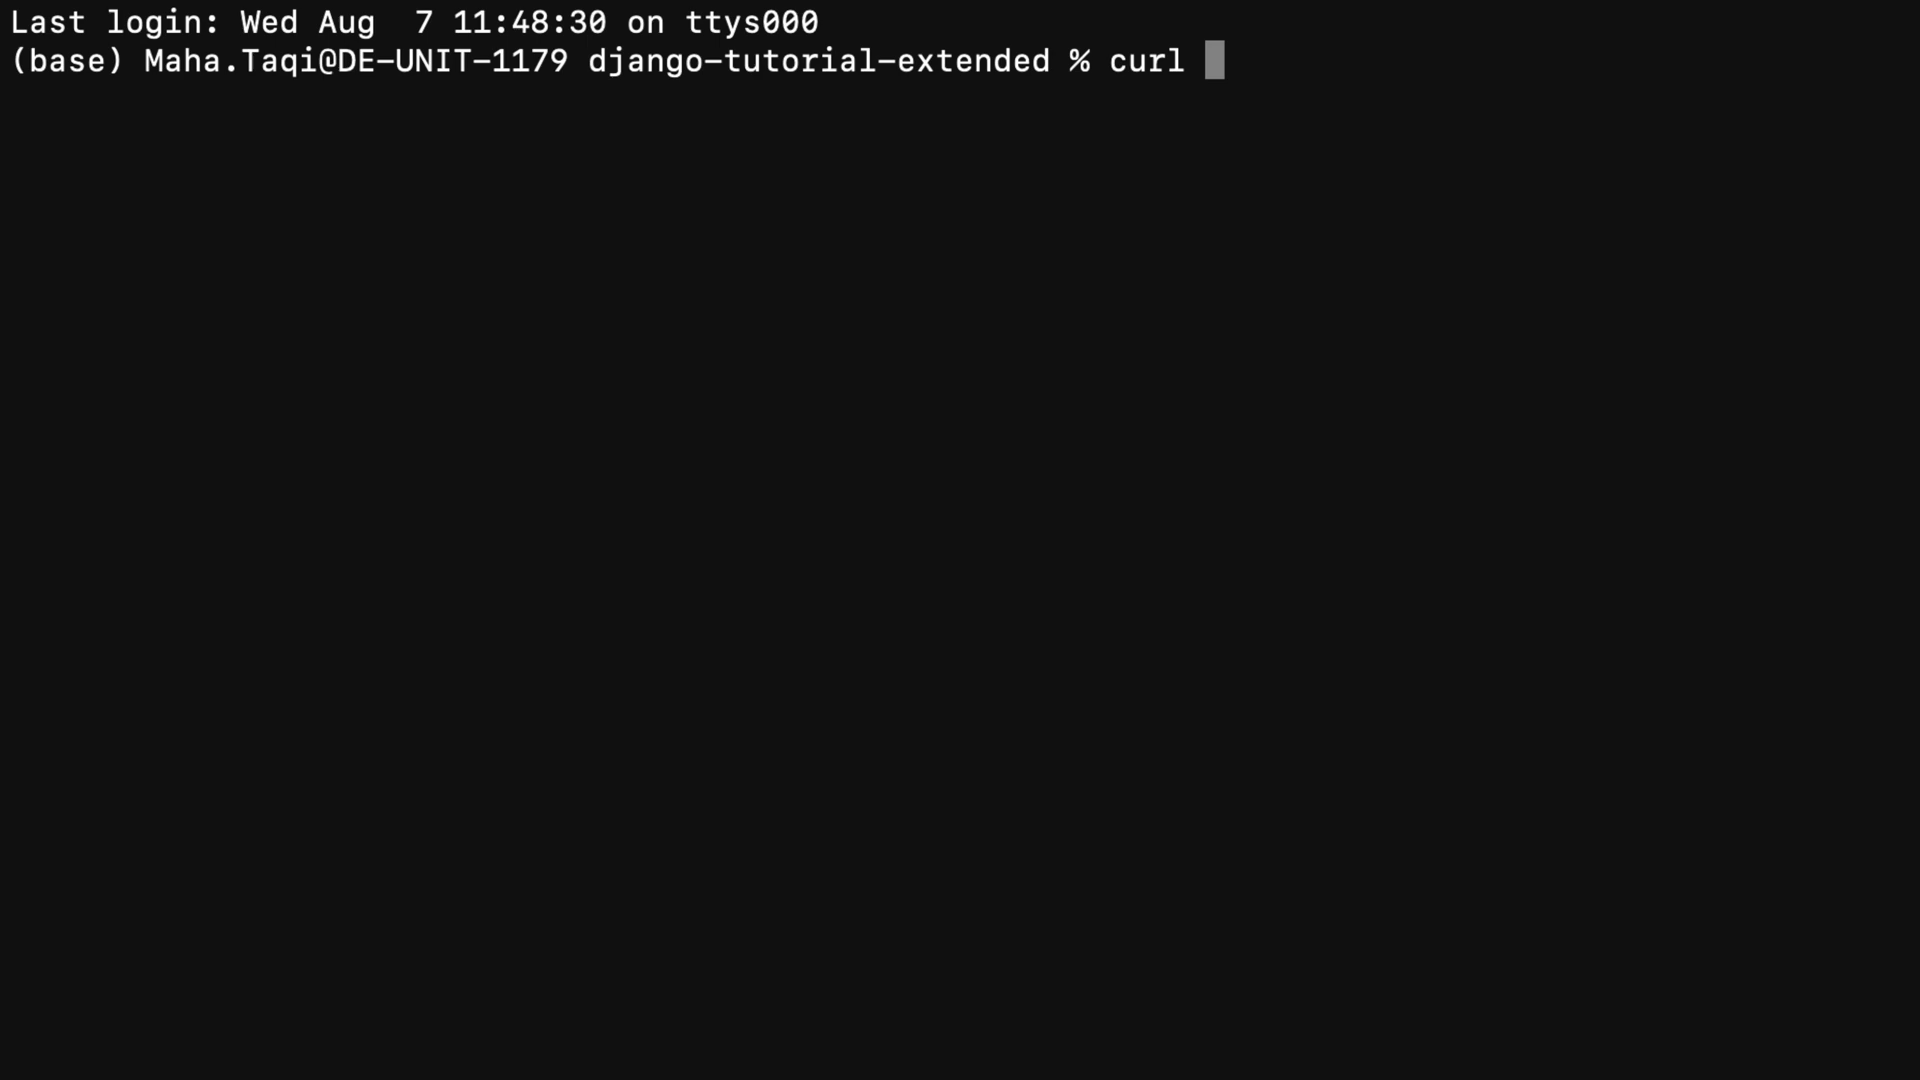 Last login: Wed Aug  7 11:48:30 on ttys000
(base) Maha.Taqi@DE-UNIT-1179 django-tutorial-extended % curl